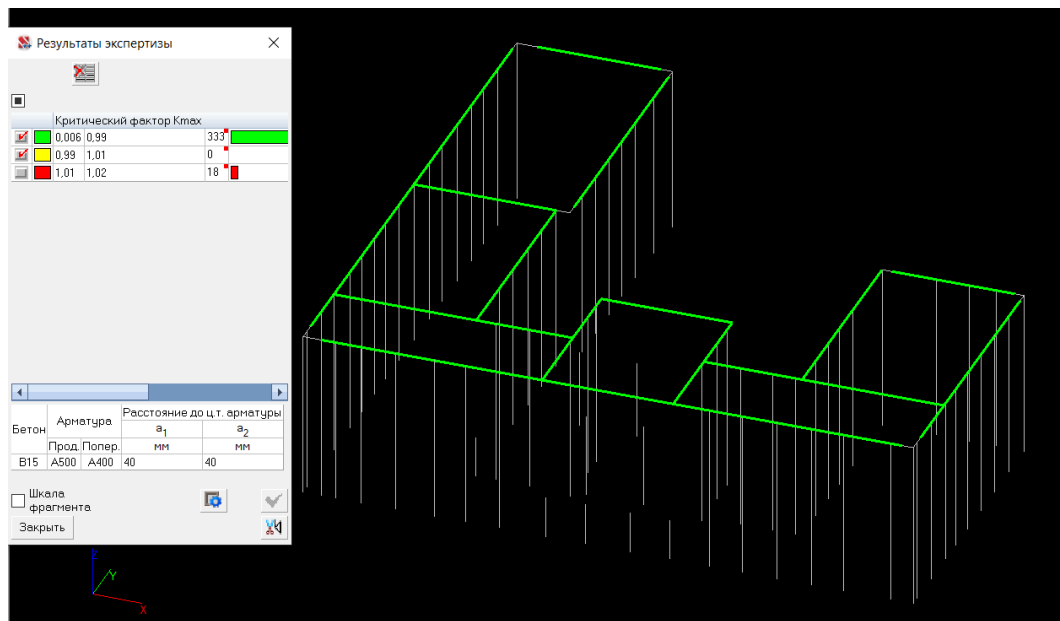 Результаты экспертизы
Критический фактор Kmax
0,006 0,99 333
0,99 1,01 0
1,01 1,02 18
Бетон Арматура Расстояние до ц.т. арматуры
a1 a2
Прод. Попер. мм мм
B15 A500 A400 40 40
Шкала
фрагмента
Закрыть
Z
Y
X